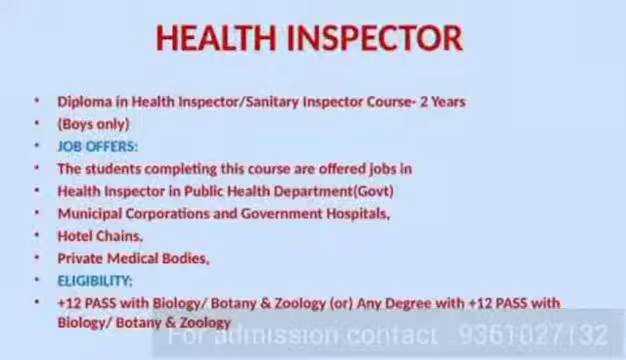 HEALTH INSPECTOR
• Diploma in Health Inspector/Sanitary Inspector Course- 2 Years
• (Boys only)
• JOB OFFERS:
• The students completing this course are offered jobs in
• Health Inspector in Public Health Department(Govt)
• Municipal Corporations and Government Hospitals,
• Hotel Chains,
• Private Medical Bodies,
• ELIGIBILITY:
• +12 PASS with Biology/ Botany & Zoology (or) Any Degree with +12 PASS with
Biology/ Botany & Zoology
For admission contact 9361027132